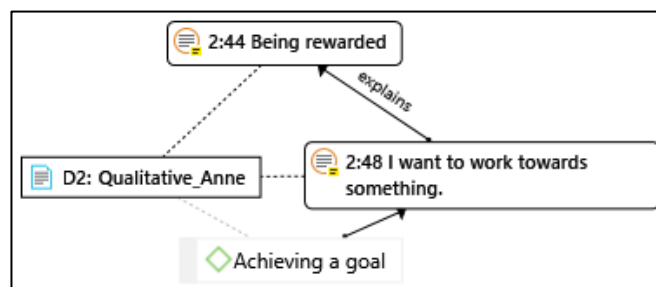 2:44 Being rewarded
explains
2:48 I want to work towards
something.
D2: Qualitative_Anne
Achieving a goal